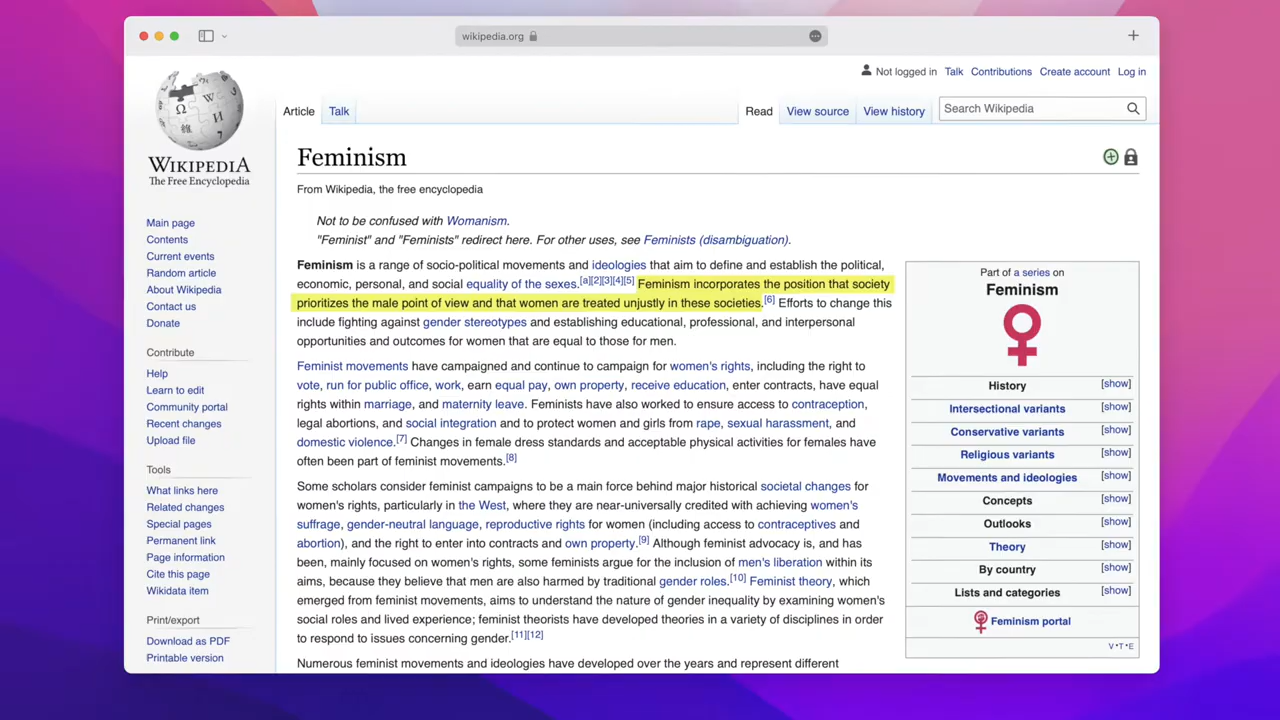 wikipedia.org
Not logged in Talk Contributions Create account Log in
WIKIPEDIA
The Free Encyclopedia
Article Talk
Read View source View history
Search Wikipedia
Main page
Contents
Current events
Random article
About Wikipedia
Contact us
Donate
Contribute
Help
Learn to edit
Community portal
Recent changes
Upload file
Tools
What links here
Related changes
Special pages
Permanent link
Page information
Cite this page
Wikidata item
Print/export
Download as PDF
Printable version
Feminism
From Wikipedia, the free encyclopedia
Not to be confused with Womanism.
"Feminist" and "Feminists" redirect here. For other uses, see Feminists (disambiguation).
Feminism is a range of socio-political movements and ideologies that aim to define and establish the political,
economic, personal, and social equality of the sexes.[a][2][3][4][5] Feminism incorporates the position that society
prioritizes the male point of view and that women are treated unjustly in these societies.[6] Efforts to change this
include fighting against gender stereotypes and establishing educational, professional, and interpersonal
opportunities and outcomes for women that are equal to those for men.
Feminist movements have campaigned and continue to campaign for women's rights, including the right to
vote, run for public office, work, earn equal pay, own property, receive education, enter contracts, have equal
rights within marriage, and maternity leave. Feminists have also worked to ensure access to contraception,
legal abortions, and social integration and to protect women and girls from rape, sexual harassment, and
domestic violence.[7] Changes in female dress standards and acceptable physical activities for females have
often been part of feminist movements.[8]
Some scholars consider feminist campaigns to be a main force behind major historical societal changes for
women's rights, particularly in the West, where they are near-universally credited with achieving women's
suffrage, gender-neutral language, reproductive rights for women (including access to contraceptives and
abortion), and the right to enter into contracts and own property.[9] Although feminist advocacy is, and has
been, mainly focused on women's rights, some feminists argue for the inclusion of men's liberation within its
aims, because they believe that men are also harmed by traditional gender roles.[10] Feminist theory, which
emerged from feminist movements, aims to understand the nature of gender inequality by examining women's
social roles and lived experience; feminist theorists have developed theories in a variety of disciplines in order
to respond to issues concerning gender.[11][12]
Numerous feminist movements and ideologies have developed over the years and represent different
Part of a series on
Feminism
History [show]
Intersectional variants [show]
Conservative variants [show]
Religious variants [show]
Movements and ideologies [show]
Concepts [show]
Outlooks [show]
Theory [show]
By country [show]
Lists and categories [show]
Feminism portal
V•T•E